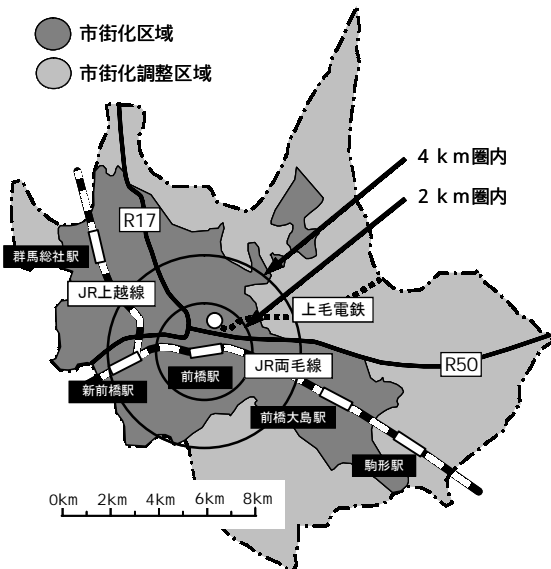 市街化区域
市街化調整区域
4km圏内
2km圏内
R17
群馬総社駅
JR上越線
上毛電鉄
R50
新前橋駅
前橋駅
JR両毛線
前橋大島駅
駒形駅
0km 2km 4km 6km 8km